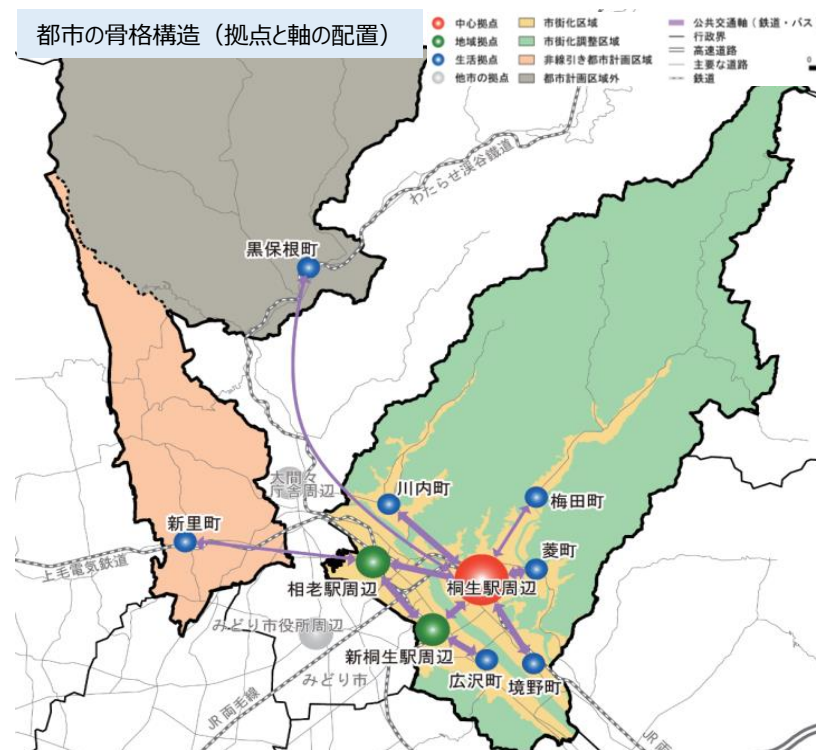 都市の骨格構造（拠点と軸の配置）
中心拠点
地域拠点
生活拠点
他市の拠点
市街化区域
市街化調整区域
非線引き都市計画区域
都市計画区域外
公共交通軸（鉄道・バス
行政界
高速道路
主要な道路
鉄道
0
わたらせ渓谷鐵道
黒保根町
大間々
庁舎周辺
川内町
梅田町
新里町
上毛電気鉄道
菱町
相老駅周辺
桐生駅周辺
みどり市役所周辺
新桐生駅周辺
みどり市
広沢町
境野町
JR 両毛線
JR 両